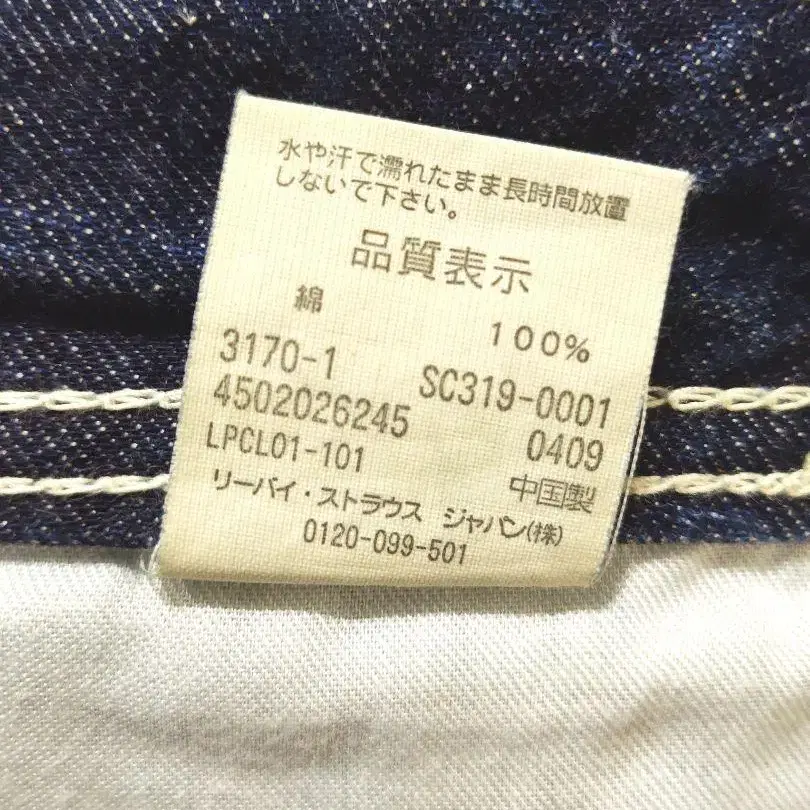 水や汗で濡れたまま長時間放置
しないで下さい。
品質表示
綿 100%
3170-1 SC319-0001
4502026245 0409
LPCL01-101 中国製
リーバイ・ストラウス ジャパン(株)
0120-099-501